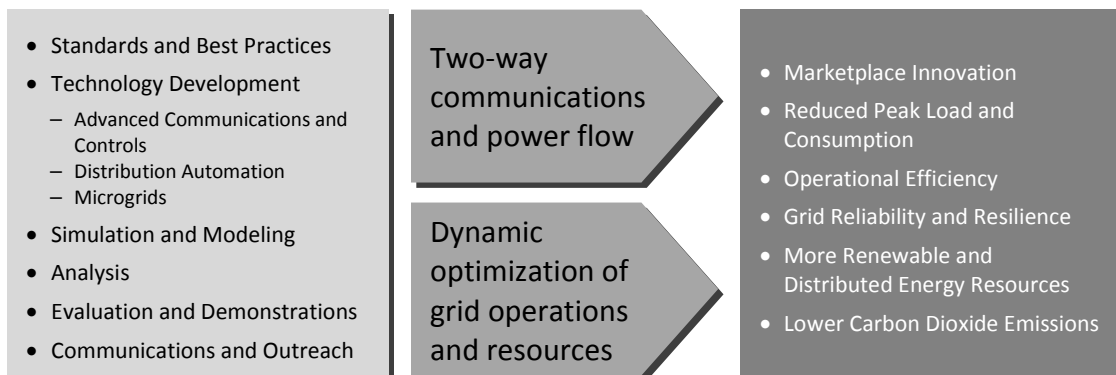 • Standards and Best Practices
• Technology Development
– Advanced Communications and
Controls
– Distribution Automation
– Microgrids
• Simulation and Modeling
• Analysis
• Evaluation and Demonstrations
• Communications and Outreach
Two-way
communications
and power flow
Dynamic
optimization of
grid operations
and resources
• Marketplace Innovation
• Reduced Peak Load and
Consumption
• Operational Efficiency
• Grid Reliability and Resilience
• More Renewable and
Distributed Energy Resources
• Lower Carbon Dioxide Emissions